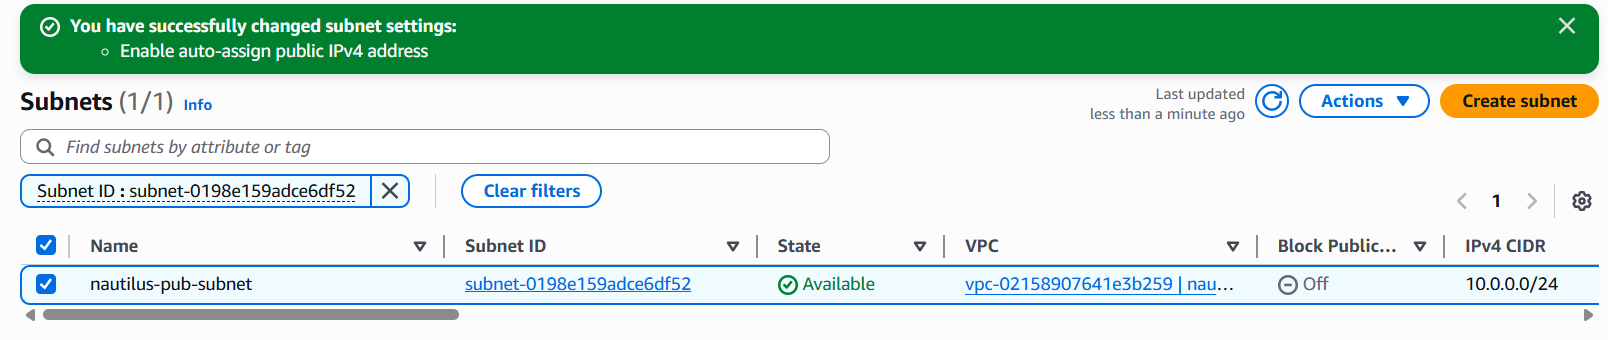 You have successfully changed subnet settings:
Enable auto-assign public IPv4 address
Subnets (1/1) Info
Last updated
less than a minute ago
Actions
Create subnet
Find subnets by attribute or tag
Subnet ID : subnet-0198e159adce6df52
Clear filters
1
Name Subnet ID State VPC Block Public... IPv4 CIDR
nautilus-pub-subnet subnet-0198e159adce6df52 Available vpc-02158907641e3b259 | nau... Off 10.0.0.0/24